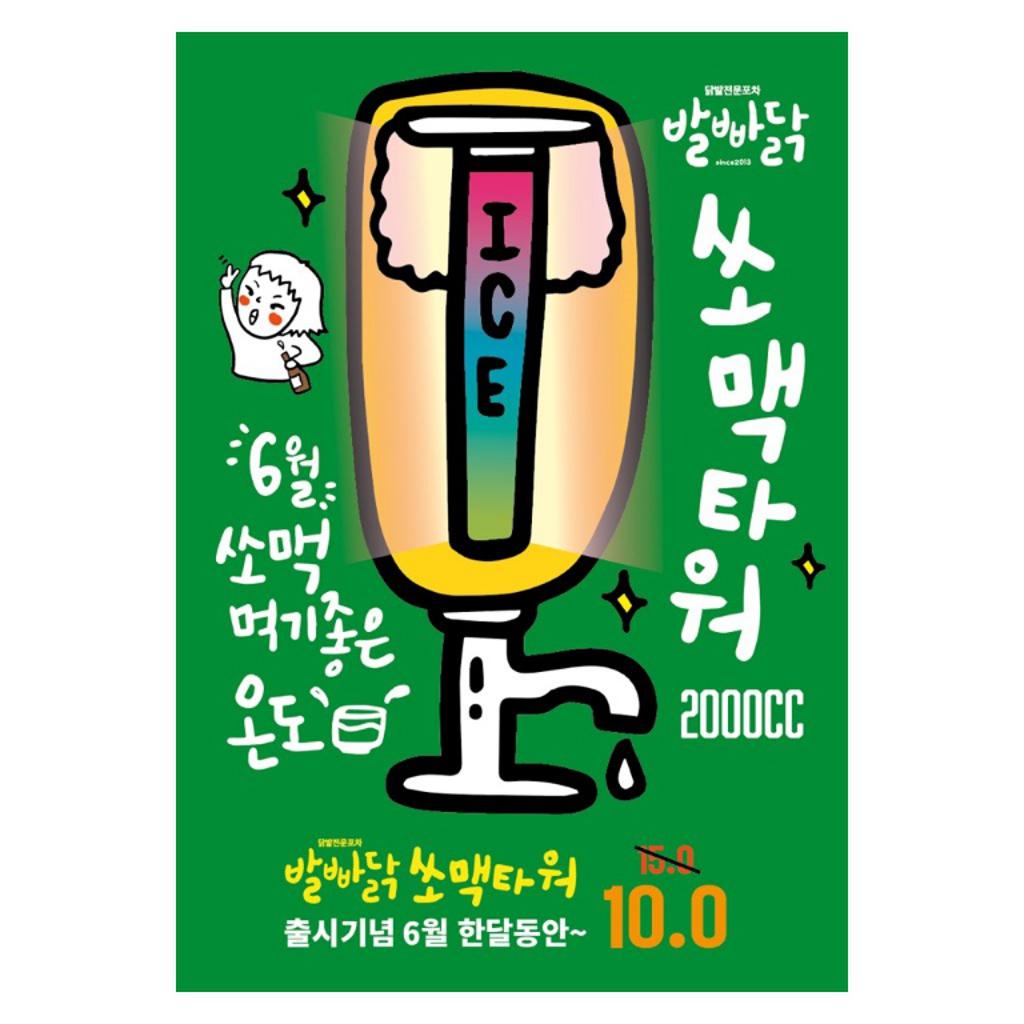 닭발전문포차
발빠닭
since2013
쏘맥타워
2000CC
ICE
6월
쏘맥
먹기좋은
온도
닭발전문포차
발빠닭 쏘맥타워
출시기념 6월 한달동안~
15.0
10.0